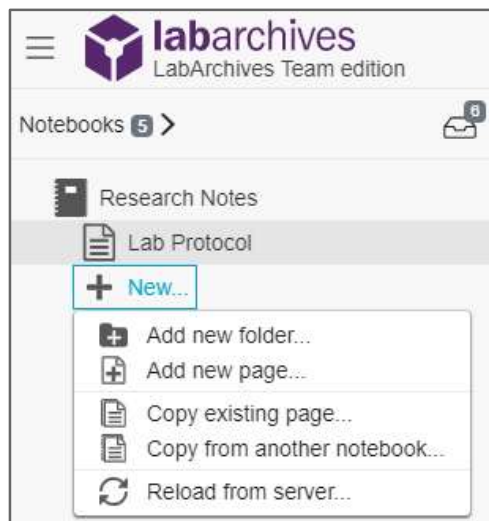 labarchives
LabArchives Team edition
Notebooks 5
6
Research Notes
Lab Protocol
New...
Add new folder...
Add new page...
Copy existing page...
Copy from another notebook...
Reload from server...